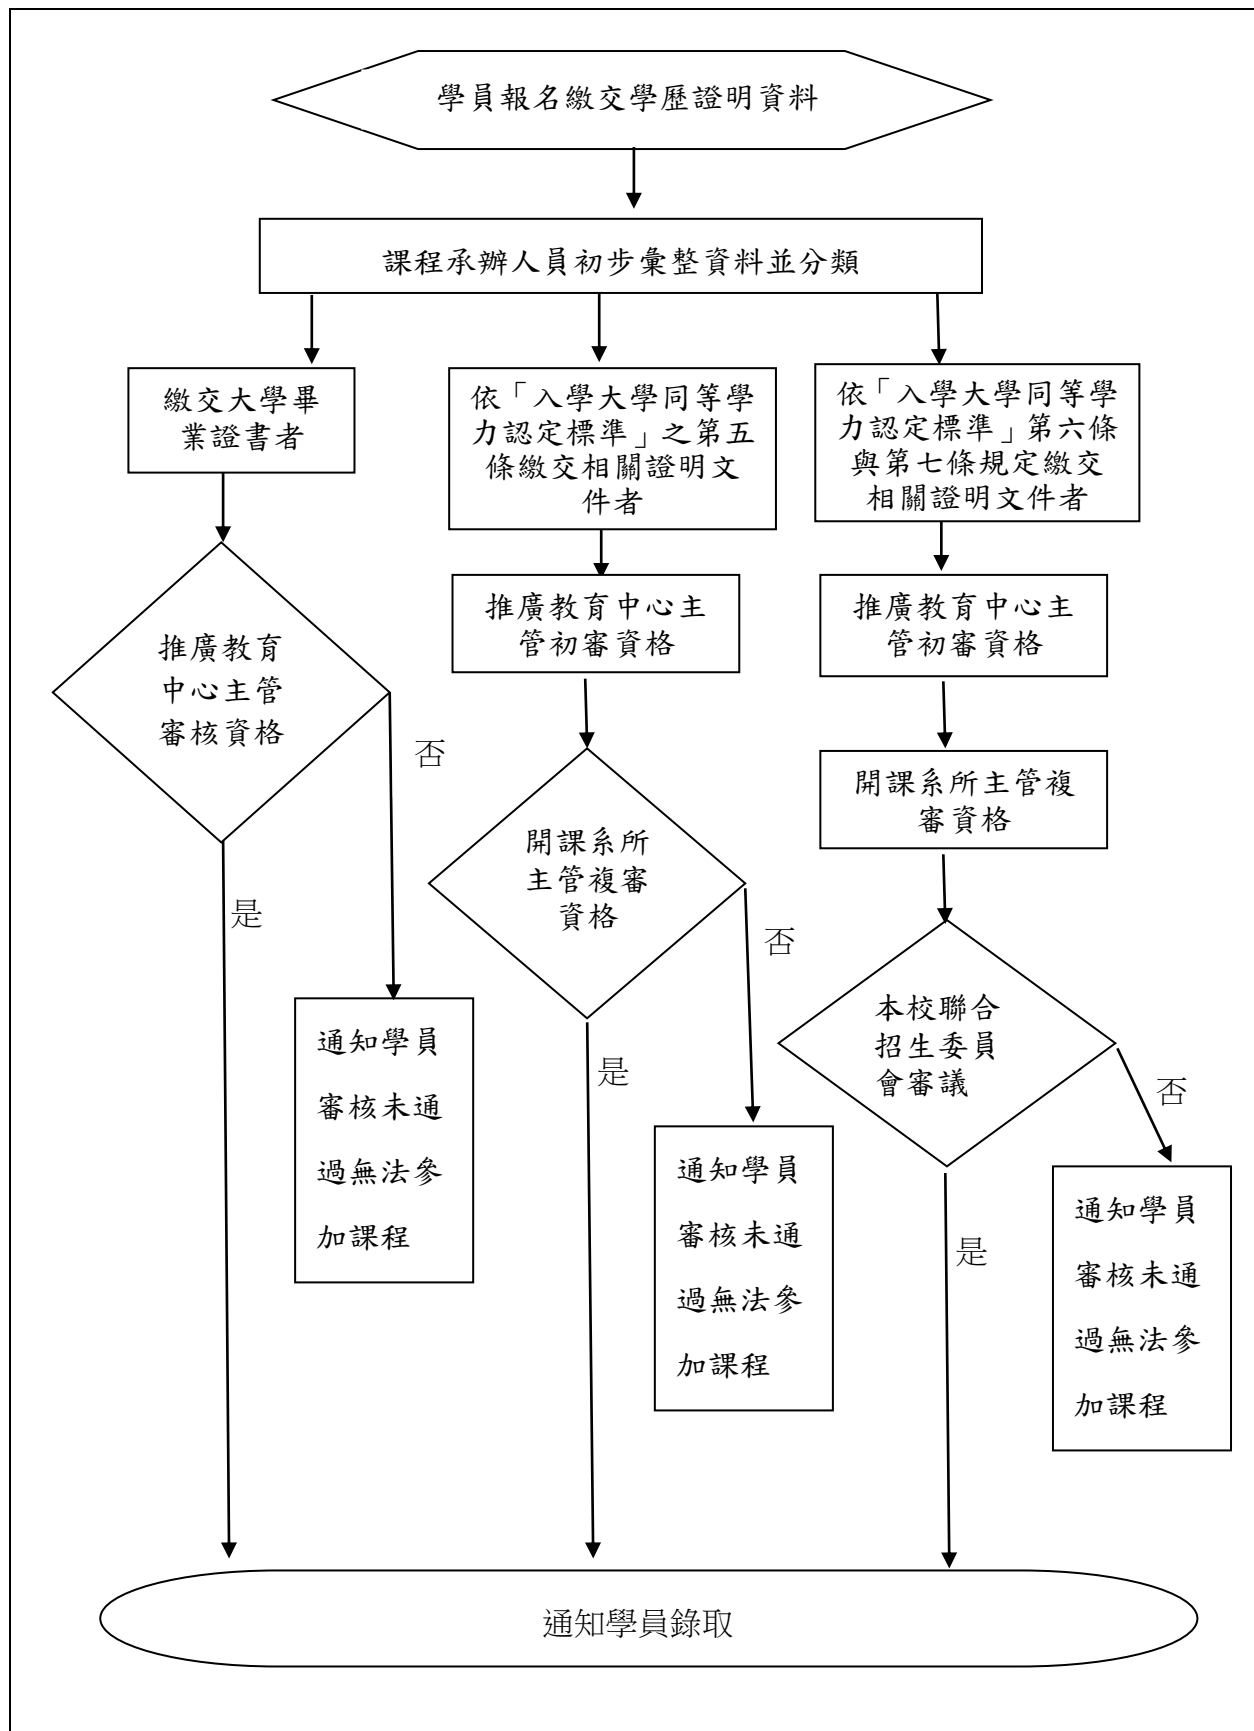 學員報名繳交學歷證明資料
課程承辦人員初步彙整資料並分類
繳交大學畢
業證書者
依「入學大學同等學
力認定標準」之第五
條繳交相關證明文
件者
依「入學大學同等學
力認定標準」第六條
與第七條規定繳交
相關證明文件者
推廣教育中心主
管初審資格
推廣教育中心主
管初審資格
推廣教育
中心主管
審核資格
否
開課系所主管複
審資格
開課系所
主管複審
資格
是
否
本校聯合
招生委員
會審議
通知學員
審核未通
過無法參
加課程
是
否
通知學員
審核未通
過無法參
加課程
通知學員
審核未通
過無法參
加課程
是
通知學員錄取